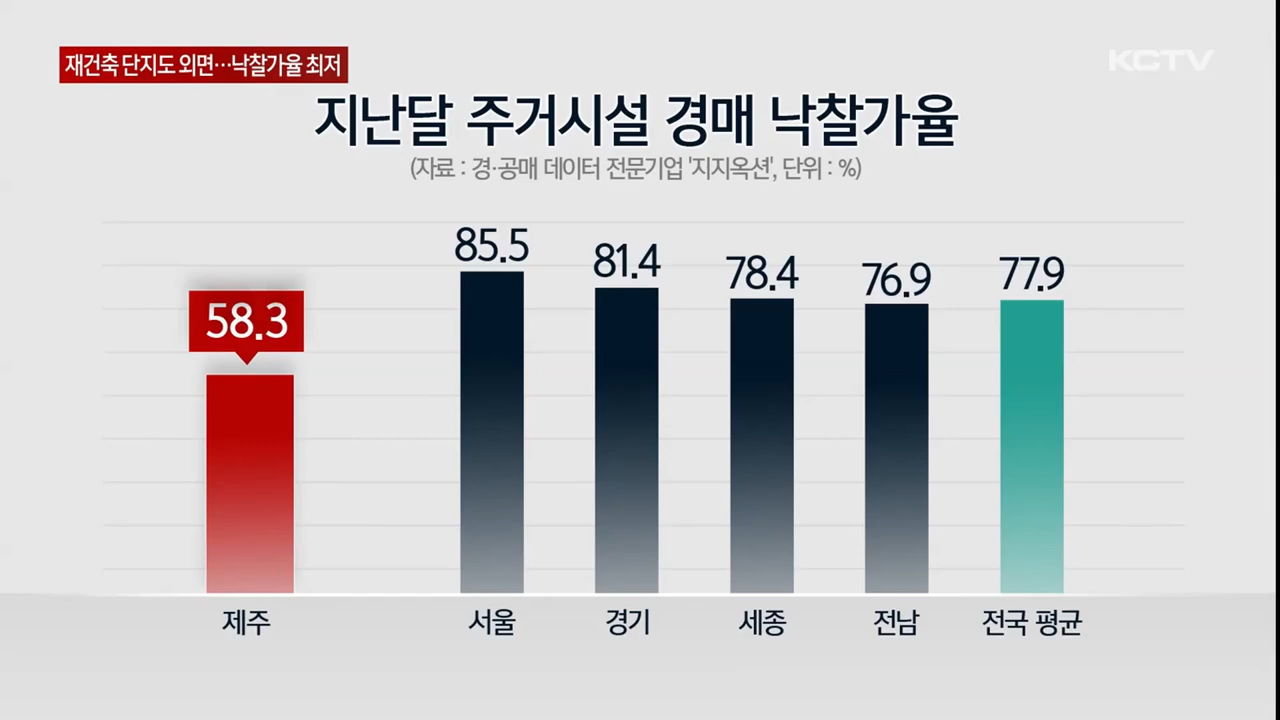 재건축 단지도 외면…낙찰가율 최저
KCTV
지난달 주거시설 경매 낙찰가율
(자료 : 경·공매 데이터 전문기업 '지지옥션', 단위 : %)
58.3
85.5
81.4
78.4
76.9
77.9
제주
서울
경기
세종
전남
전국 평균